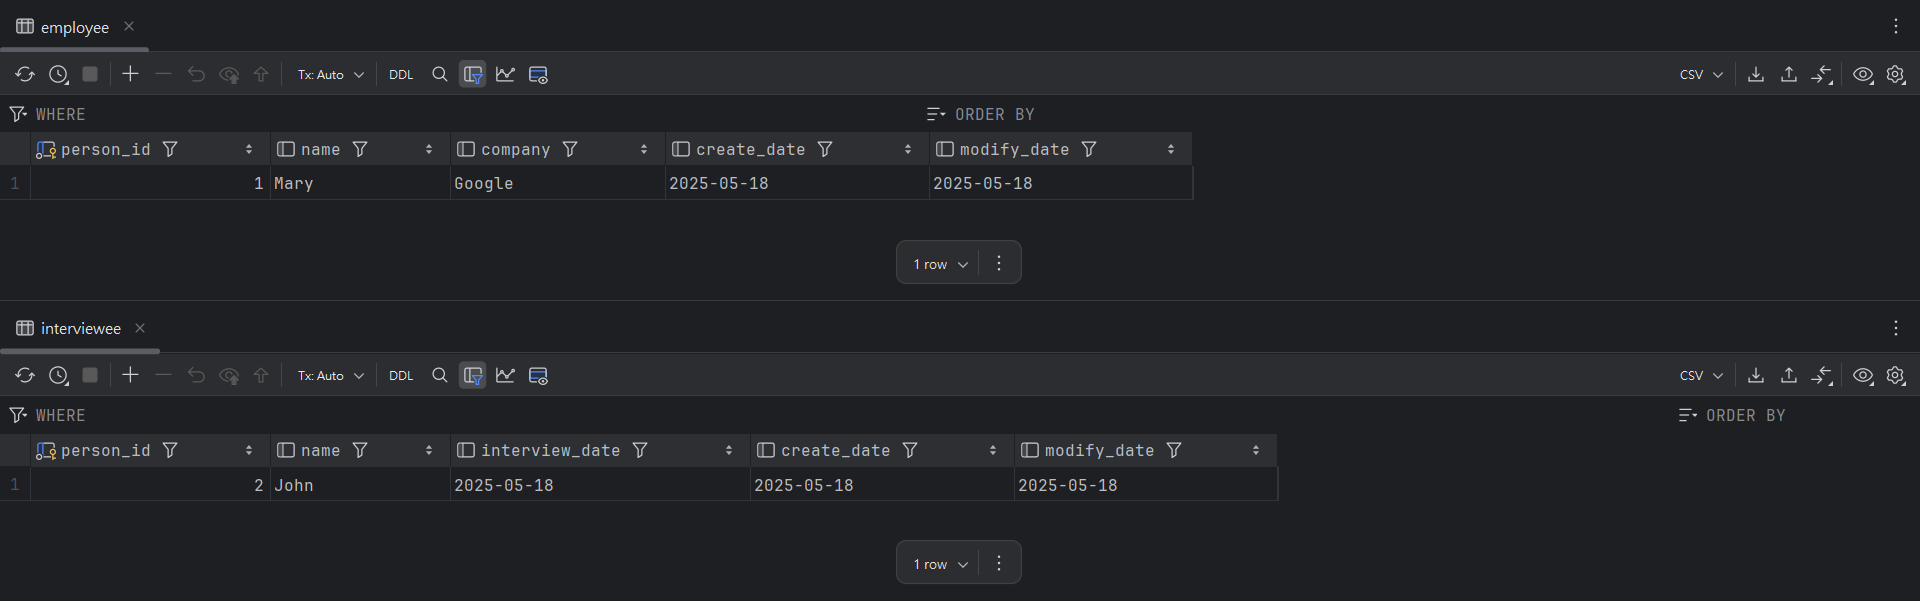 employee
Tx: Auto DDL CSV
WHERE ORDER BY
person_id name company create_date modify_date
1 1 Mary Google 2025-05-18 2025-05-18
1 row
interviewee
Tx: Auto DDL CSV
WHERE ORDER BY
person_id name interview_date create_date modify_date
1 2 John 2025-05-18 2025-05-18 2025-05-18
1 row